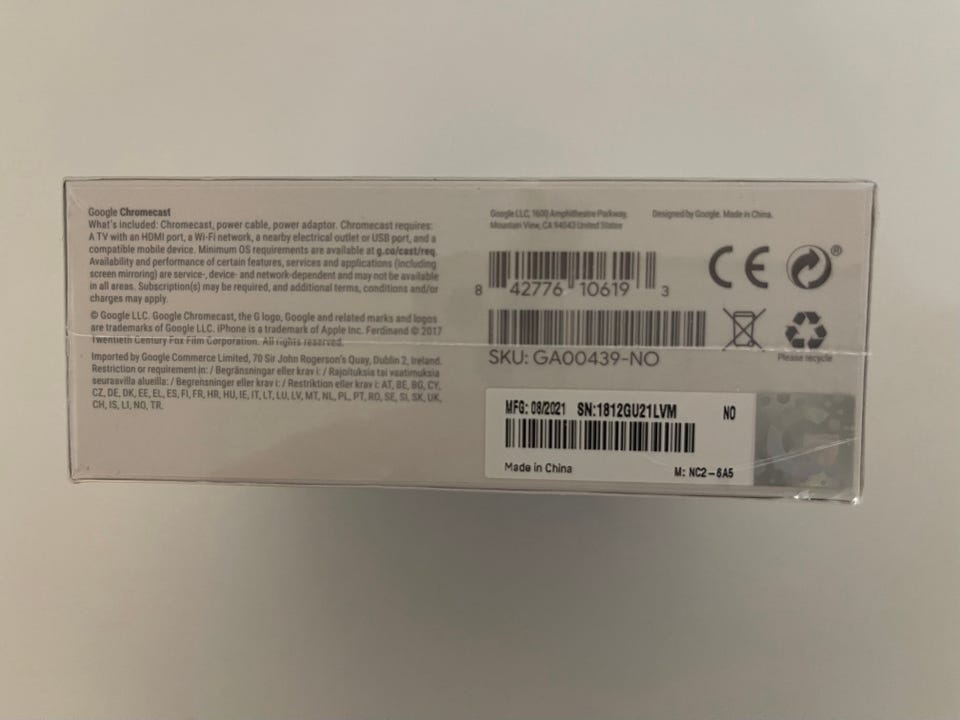 Google Chromecast
What's included: Chromecast, power cable, power adaptor. Chromecast requires:
A TV with an HDMI port, a Wi-Fi network, a nearby electrical outlet or USB port, and a
compatible mobile device. Minimum OS requirements are available at g.co/cast/req.
Availability and performance of certain features, services and applications (including
screen mirroring) are service-, device- and network-dependent and may not be available
in all areas. Subscription(s) may be required, and additional terms, conditions and/or
charges may apply.
© Google LLC. Google Chromecast, the G logo, Google and related marks and logos
are trademarks of Google LLC. iPhone is a trademark of Apple Inc. Ferdinand © 2017
Twentieth Century Fox Film Corporation. All rights reserved.
Imported by Google Commerce Limited, 70 Sir John Rogerson's Quay, Dublin 2, Ireland.
Restriction or requirement in: / Begränsningar eller krav i: / Rajoituksia tai vaatimuksia
seuraavilla alueilla: / Begrensninger eller krav i: / Restriktion eller krav i: AT, BE, BG, CY,
CZ, DE, DK, EE, EL, ES, FI, FR, HR, HU, IE, IT, LT, LU, LV, MT, NL, PL, PT, RO, SE, SI, SK, UK,
CH, IS, LI, NO, TR.
Google LLC, 1600 Amphitheatre Parkway,
Mountain View, CA 94043 United States
Designed by Google. Made in China.
8 42776 10619 3
CE
®
SKU: GA00439-NO
Please recycle
MFG: 08/2021 SN:1812GU21LVM NO
Made in China M: NC2-6A5